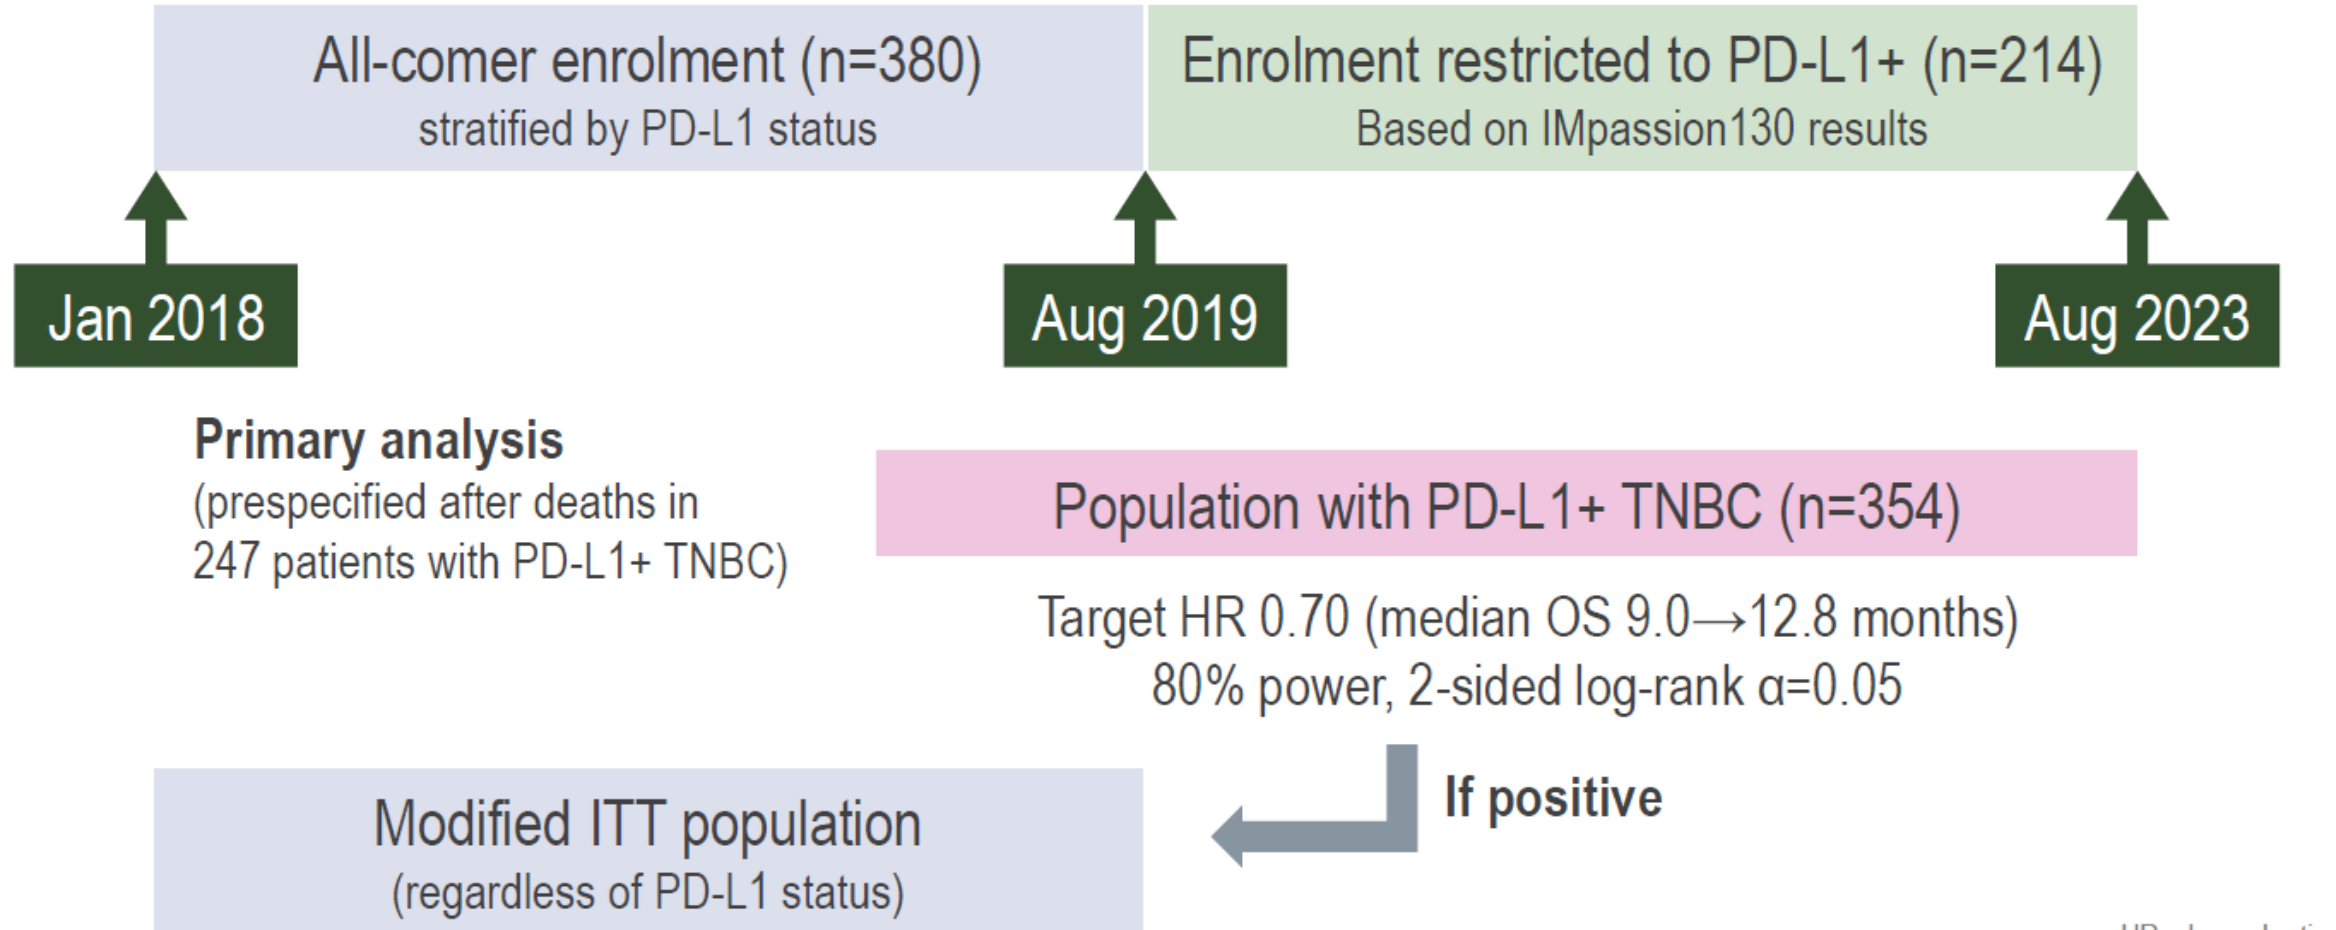 All-comer enrolment (n=380)
stratified by PD-L1 status
Enrolment restricted to PD-L1+ (n=214)
Based on IMpassion130 results
Jan 2018
Aug 2019
Aug 2023
Primary analysis
(prespecified after deaths in
247 patients with PD-L1+ TNBC)
Population with PD-L1+ TNBC (n=354)
Target HR 0.70 (median OS 9.0→12.8 months)
80% power, 2-sided log-rank α=0.05
If positive
Modified ITT population
(regardless of PD-L1 status)